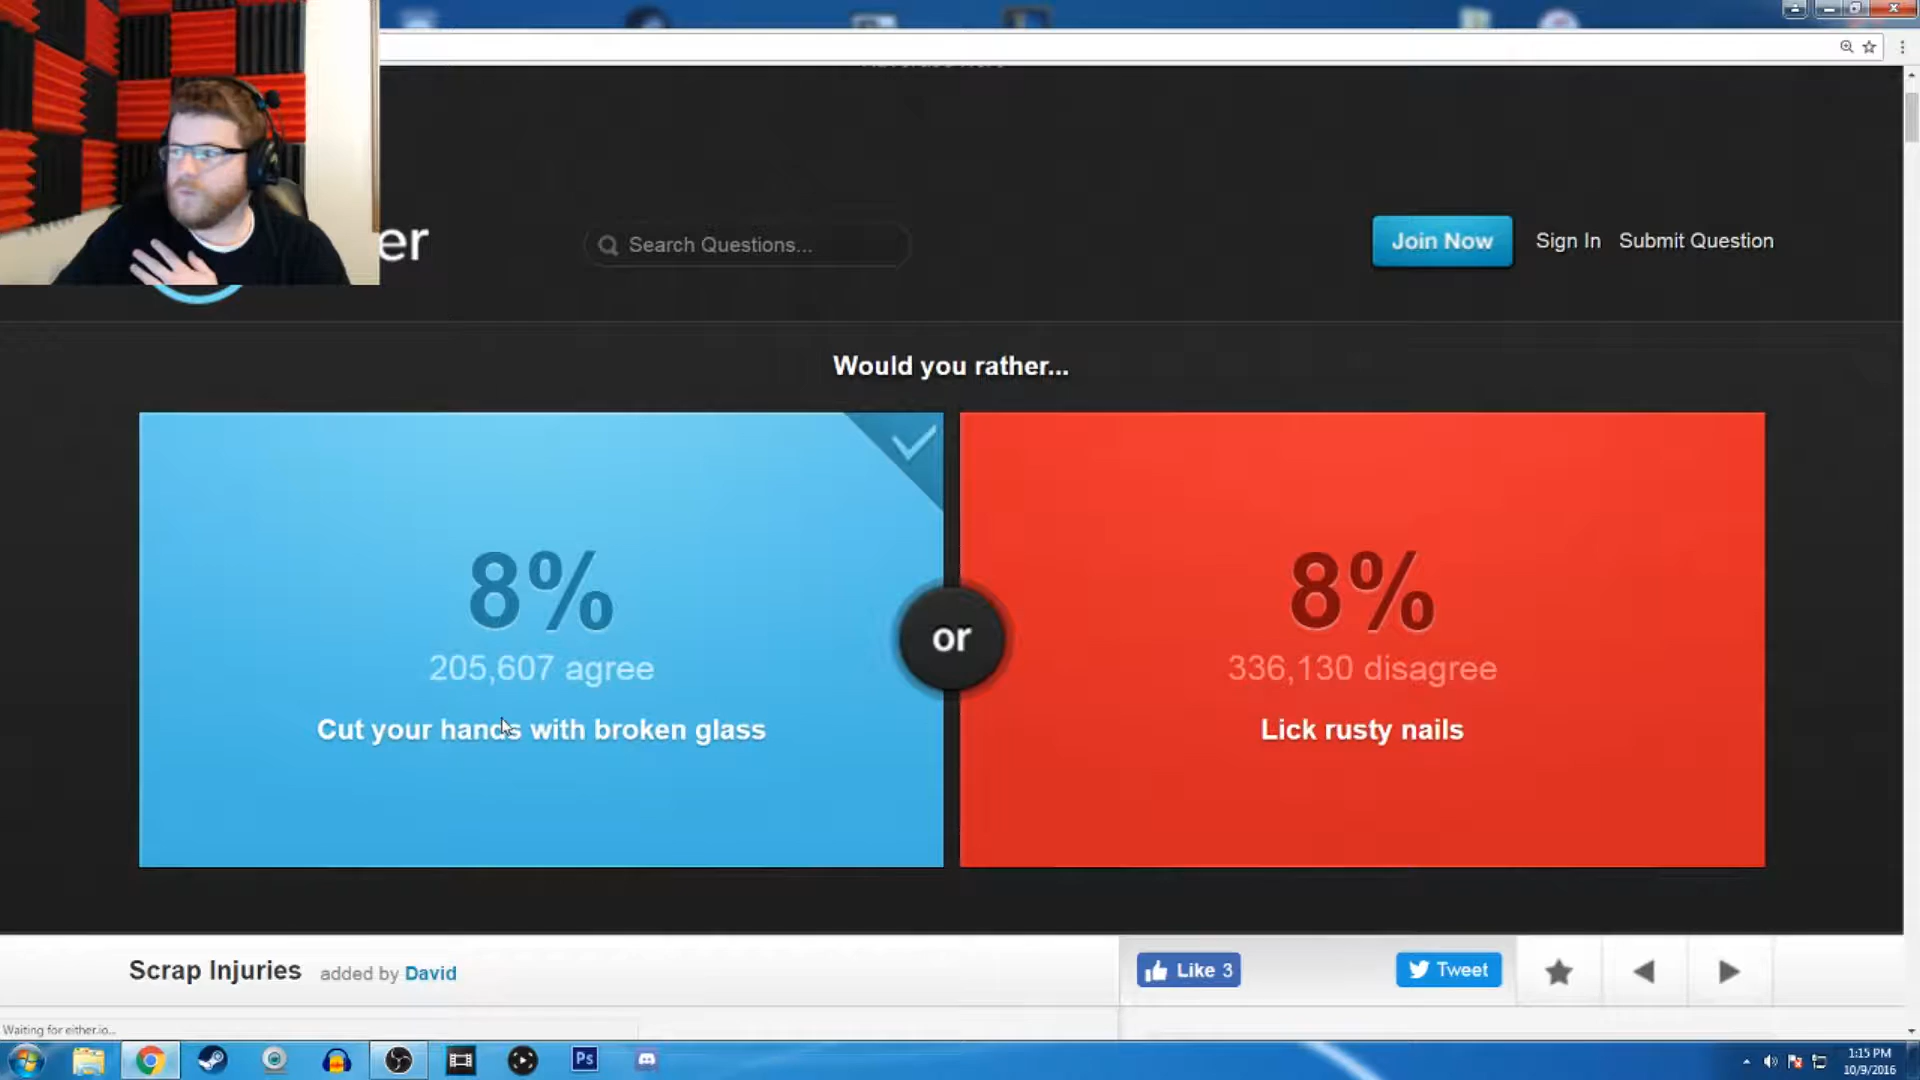 er
Search Questions...
Join Now
Sign In
Submit Question
Would you rather...
8%
205,607 agree
Cut your hands with broken glass
or
8%
336,130 disagree
Lick rusty nails
Scrap Injuries added by David
Like 3
Tweet
Waiting for either.io...
Ps
1:15 PM
10/9/2016